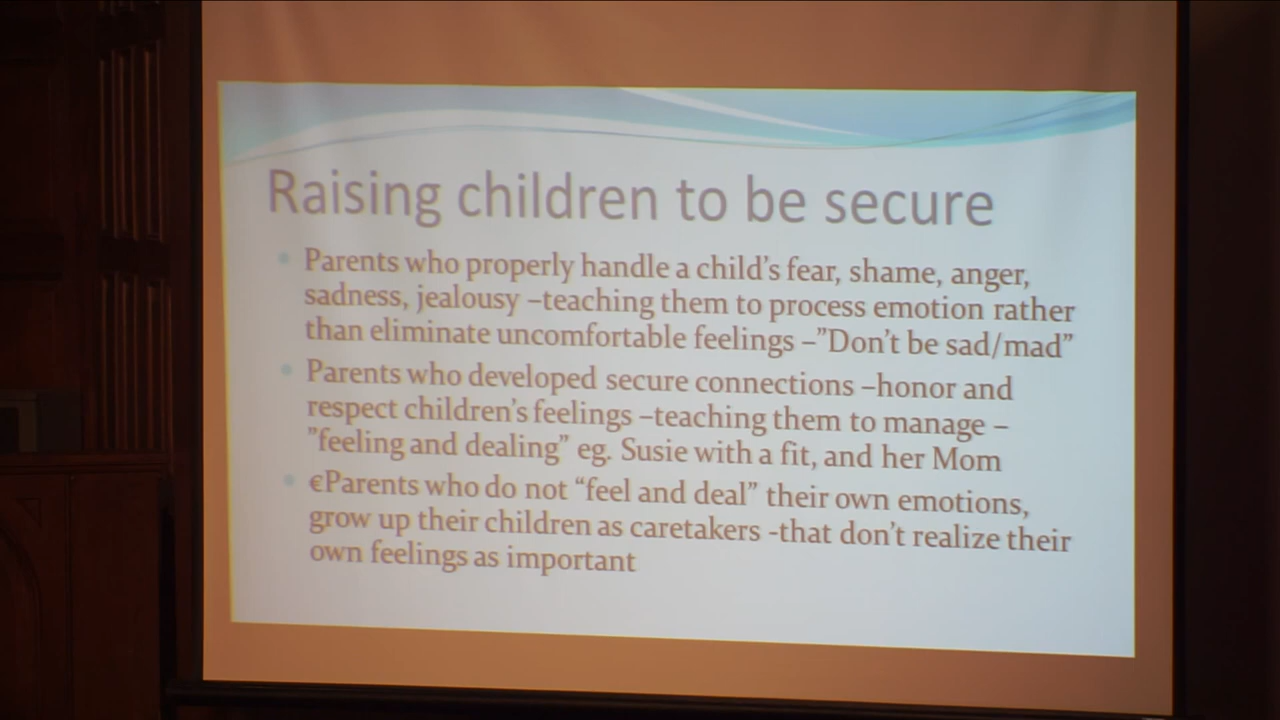 Raising children to be secure
Parents who properly handle a child's fear, shame, anger,
sadness, jealousy –teaching them to process emotion rather
than eliminate uncomfortable feelings –”Don't be sad/mad”
Parents who developed secure connections –honor and
respect children's feelings –teaching them to manage –
”feeling and dealing” eg. Susie with a fit, and her Mom
€Parents who do not “feel and deal” their own emotions,
grow up their children as caretakers -that don't realize their
own feelings as important